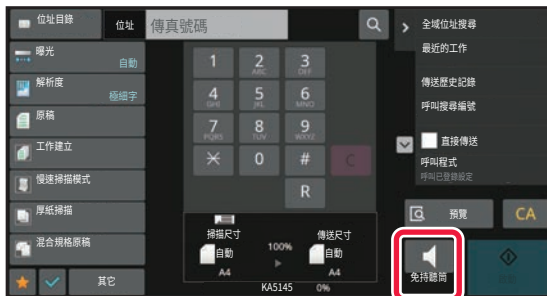 位址目錄
位址
傳真號碼
全域位址搜尋
最近的工作
傳送歷史記錄
呼叫搜尋編號
直接傳送
呼叫程式
呼叫已登錄設定
曝光
自動
解析度
極細字
原稿
工作建立
慢速掃描模式
厚紙掃描
混合規格原稿
其它
1
2 ABC
3 DEF
4 GHI
5 JKL
6 MNO
7 PQRS
8 TUV
9 WXYZ
0
#
C
R
掃描尺寸
自動
A4
100%
傳送尺寸
自動
A4
KA5145
0%
預覽
CA
免持聽筒